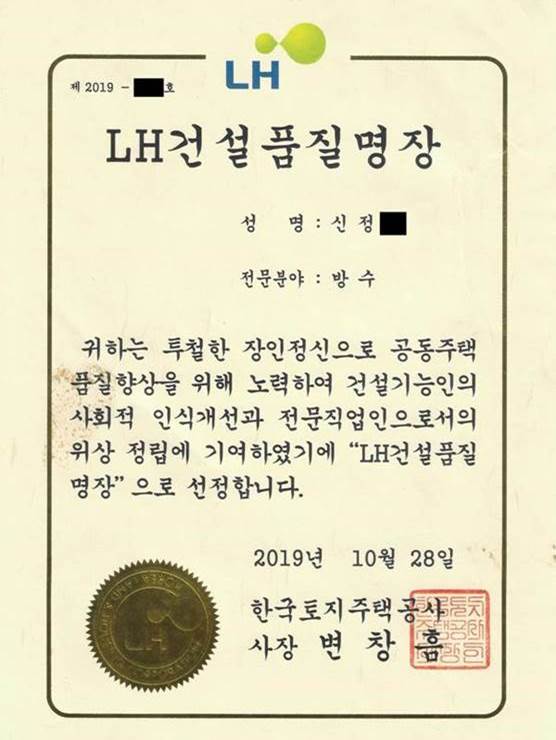 LH
제 2019 - 호
LH건설품질명장
성 명 : 신정
전문분야 : 방 수
귀하는 투철한 장인정신으로 공동주택
품질향상을 위해 노력하여 건설기능인의
사회적 인식개선과 전문직업인으로서의
위상 정립에 기여하였기에 “LH건설품질
명장” 으로 선정합니다.
2019년 10월 28일
한국토지주택공사
사장 변 창 흠
LH